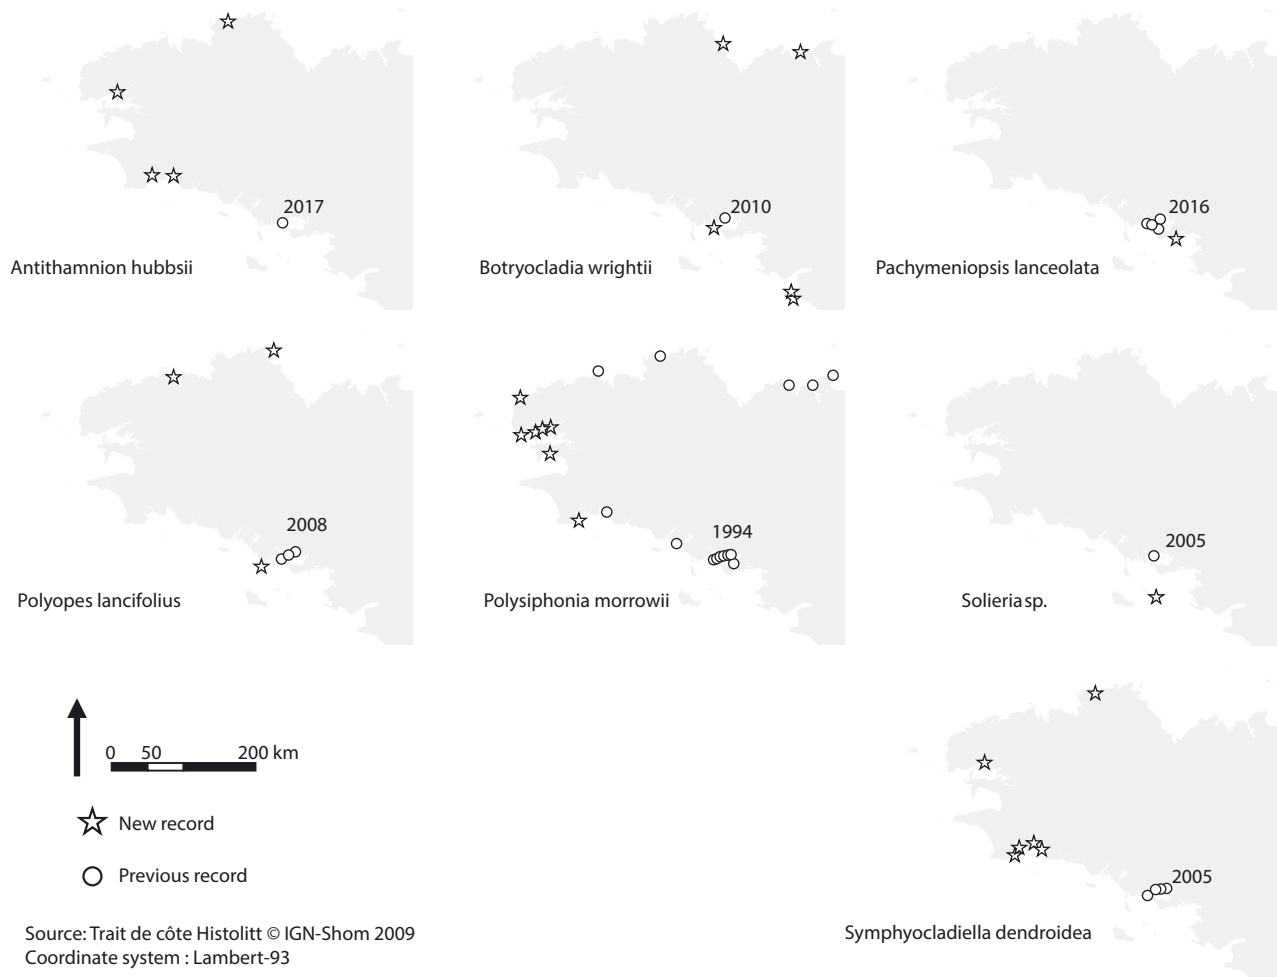 2017
Antithamnion hubbsii
2010
Botryocladia wrightii
2016
Pachymeniopsis lanceolata
2008
Polyopes lancifolius
1994
Polysiphonia morrowii
2005
Solieria sp.
0 50 200 km
New record
Previous record
2005
Symphyocladiella dendroidea
Source: Trait de côte Histolitt © IGN-Shom 2009
Coordinate system : Lambert-93